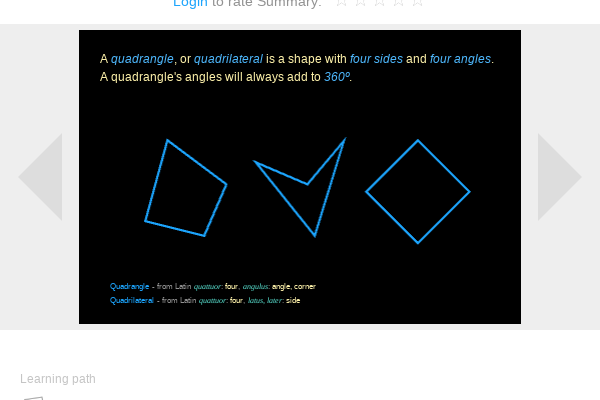 Login to rate Summary:
A quadrangle, or quadrilateral is a shape with four sides and four angles.
A quadrangle's angles will always add to 360º.
Quadrangle - from Latin quattuor: four, angulus: angle, corner
Quadrilateral - from Latin quattuor: four, latus, later: side
Learning path